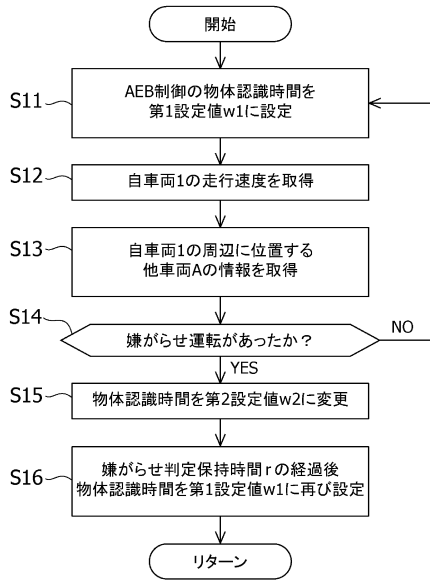 開始
S11
AEB制御の物体認識時間を
第1設定値w1に設定
S12
自車両1の走行速度を取得
S13
自車両1の周辺に位置する
他車両Aの情報を取得
S14
嫌がらせ運転があったか？
NO
YES
S15
物体認識時間を第2設定値w2に変更
S16
嫌がらせ判定保持時間rの経過後
物体認識時間を第1設定値w1に再び設定
リターン